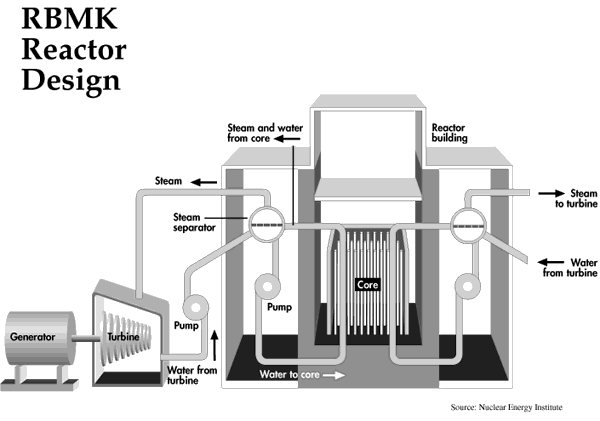 RBMK
Reactor
Design
Steam and water
from core
Reactor
building
Steam
Steam
to turbine
Steam
separator
Water
from turbine
Core
Pump
Pump
Generator
Turbine
Water from
turbine
Water to core
Source: Nuclear Energy Institute